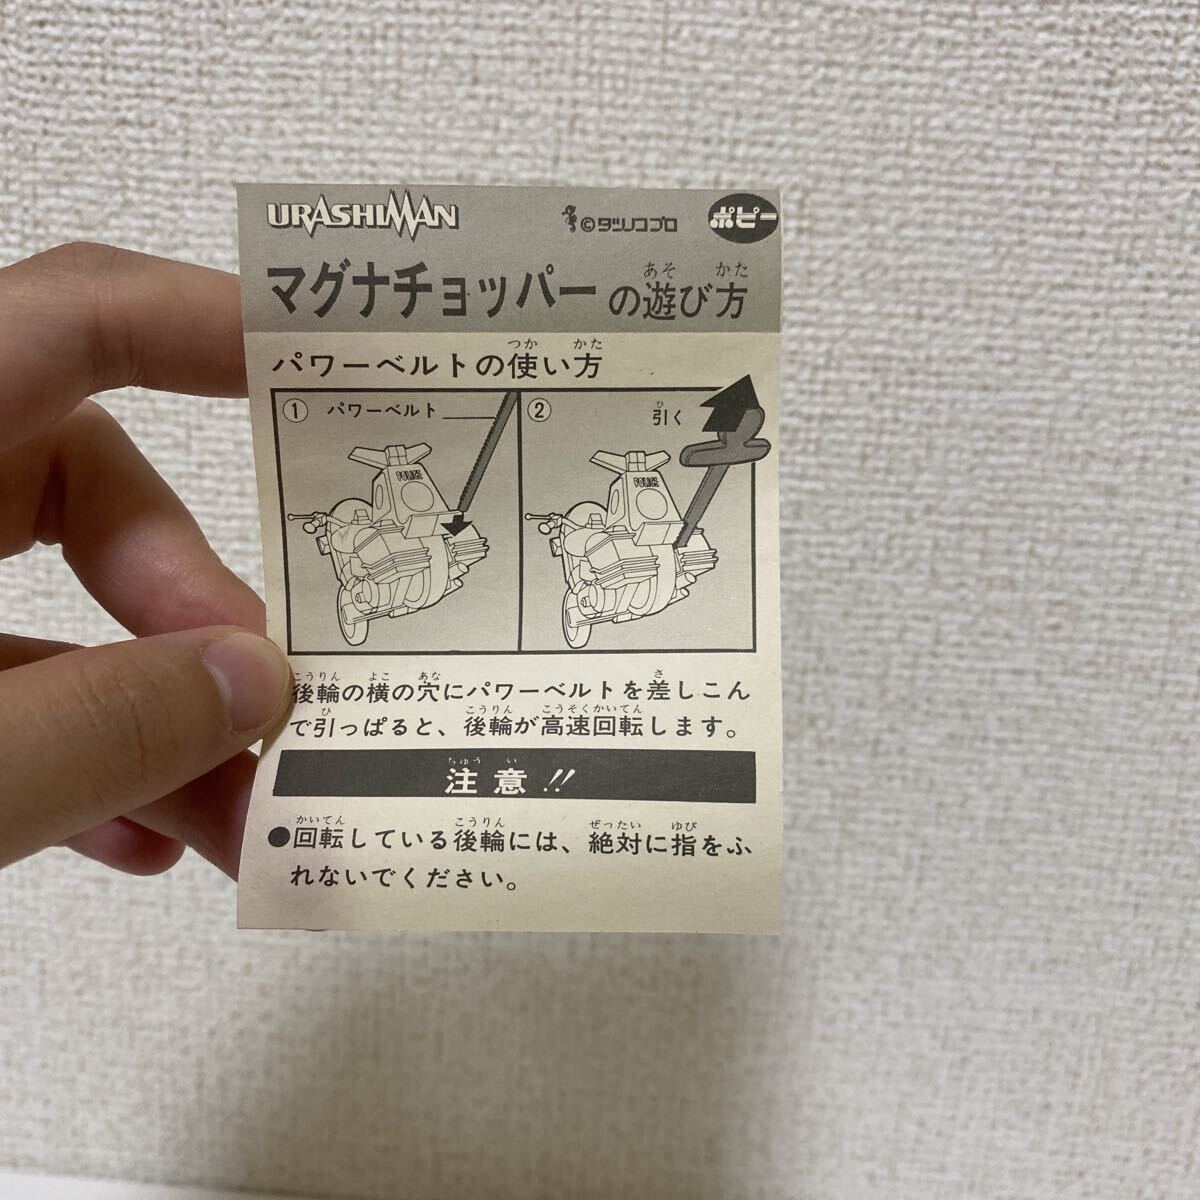 URASHIMAN
©タツノコプロ
ポピー
あそ かた
マグナチョッパーの遊び方
つか かた
パワーベルトの使い方
① パワーベルト
POLICE
② ひ
引く
POLICE
こうりん よこ あな さ
後輪の横の穴にパワーベルトを差しこん
ひ こうりん こうそくかいてん
で引っぱると、後輪が高速回転します。
ちゅう い
注意!!
かいてん こうりん ぜったい ゆび
●回転している後輪には、絶対に指をふ
れないでください。